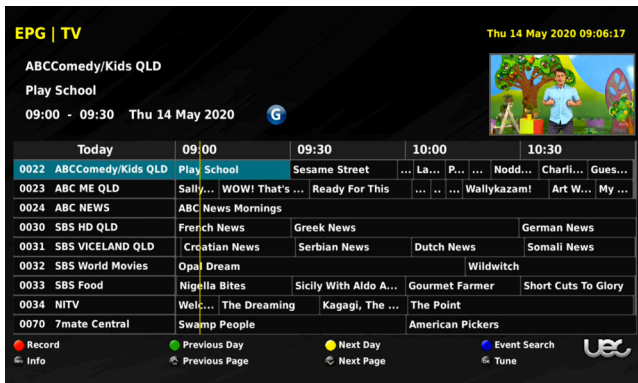 EPG | TV
Thu 14 May 2020 09:06:17
ABCComedy/Kids QLD
Play School
09:00 - 09:30 Thu 14 May 2020 G
Today 09:00 09:30 10:00 10:30
0022 ABCComedy/Kids QLD Play School Sesame Street ... La... P... ... Nodd... Charli... Gues...
0023 ABC ME QLD Sally... WOW! That's ... Ready For This ... .. ... Wallykazam! Art W... My ...
0024 ABC NEWS ABC News Mornings
0030 SBS HD QLD French News Greek News German News
0031 SBS VICELAND QLD Croatian News Serbian News Dutch News Somali News
0032 SBS World Movies Opal Dream Wildwitch
0033 SBS Food Nigella Bites Sicily With Aldo A... Gourmet Farmer Short Cuts To Glory
0034 NITV Welc... The Dreaming Kagagi, The ... The Point
0070 7mate Central Swamp People American Pickers
Record Previous Day Next Day Event Search UEC
Info Previous Page Next Page Tune